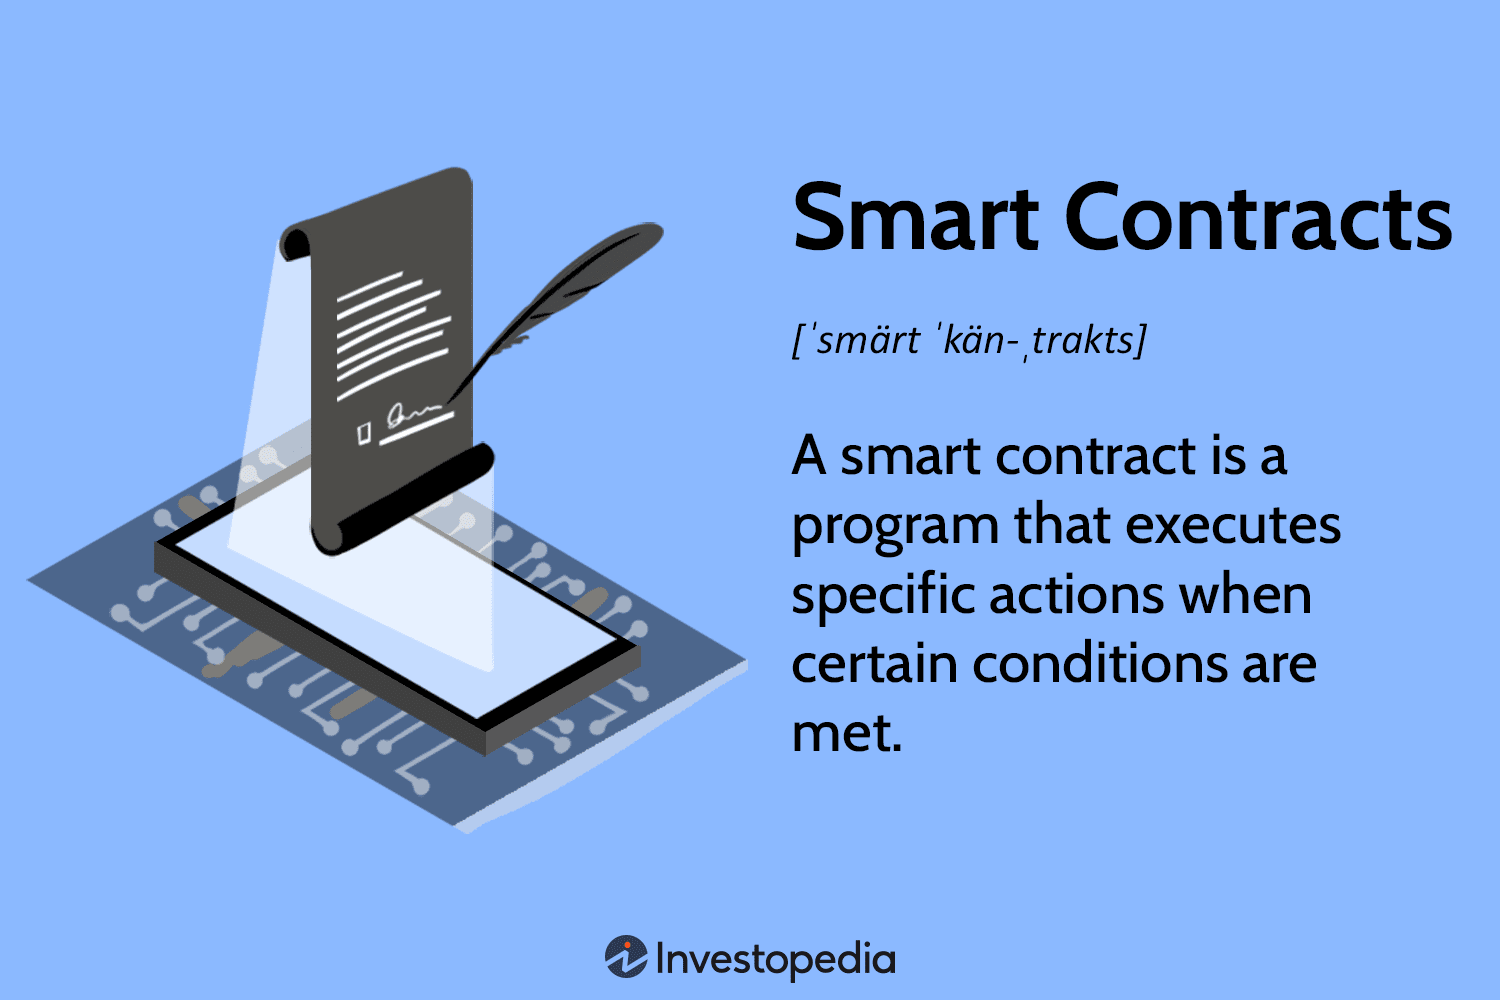 Smart Contracts
[ˈsmärt ˈkän-ˌtrakts]
A smart contract is a
program that executes
specific actions when
certain conditions are
met.
Investopedia